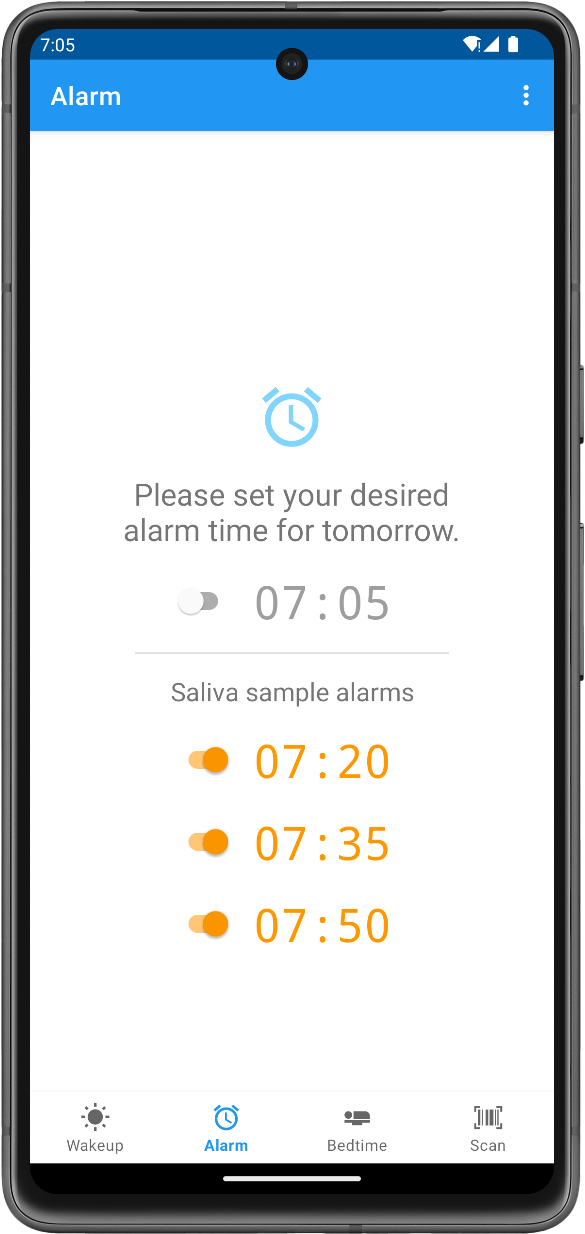 7:05
Alarm
Please set your desired
alarm time for tomorrow.
07:05
Saliva sample alarms
07:20
07:35
07:50
Wakeup
Alarm
Bedtime
Scan